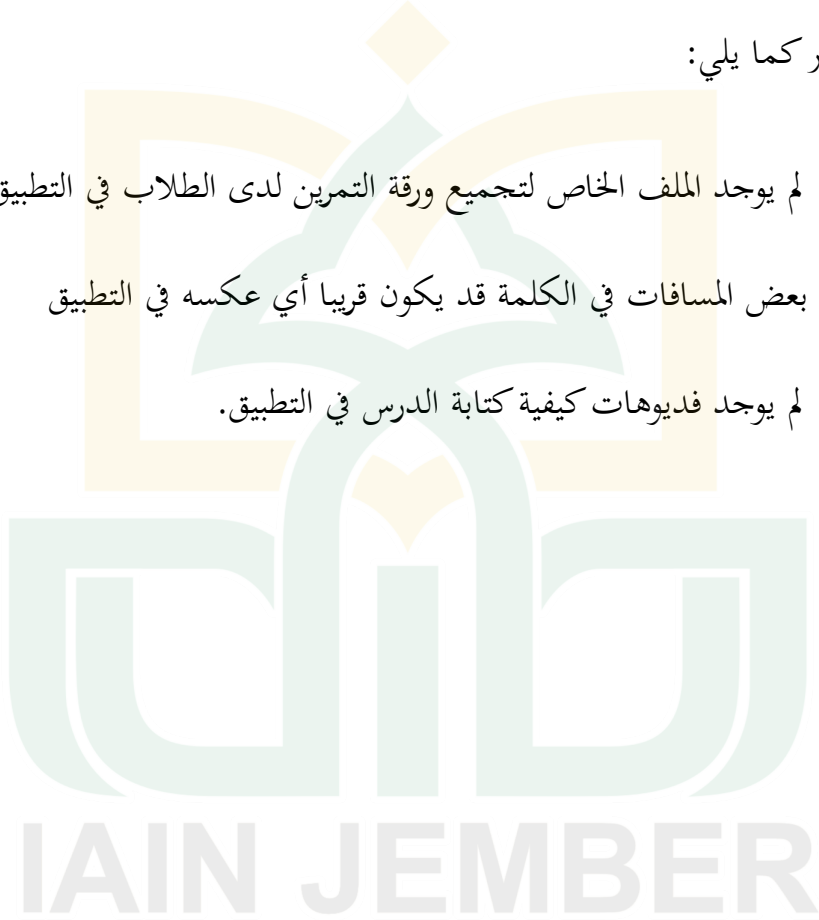 كما يلي:
لم يوجد الملف الخاص لتجميع ورقة التمرين لدى الطلاب في التطبيق
بعض المسافات في الكلمة قد يكون قريبا أي عكسه في التطبيق
لم يوجد فديوهات كيفية كتابة الدرس في التطبيق.
IAIN JEMBER